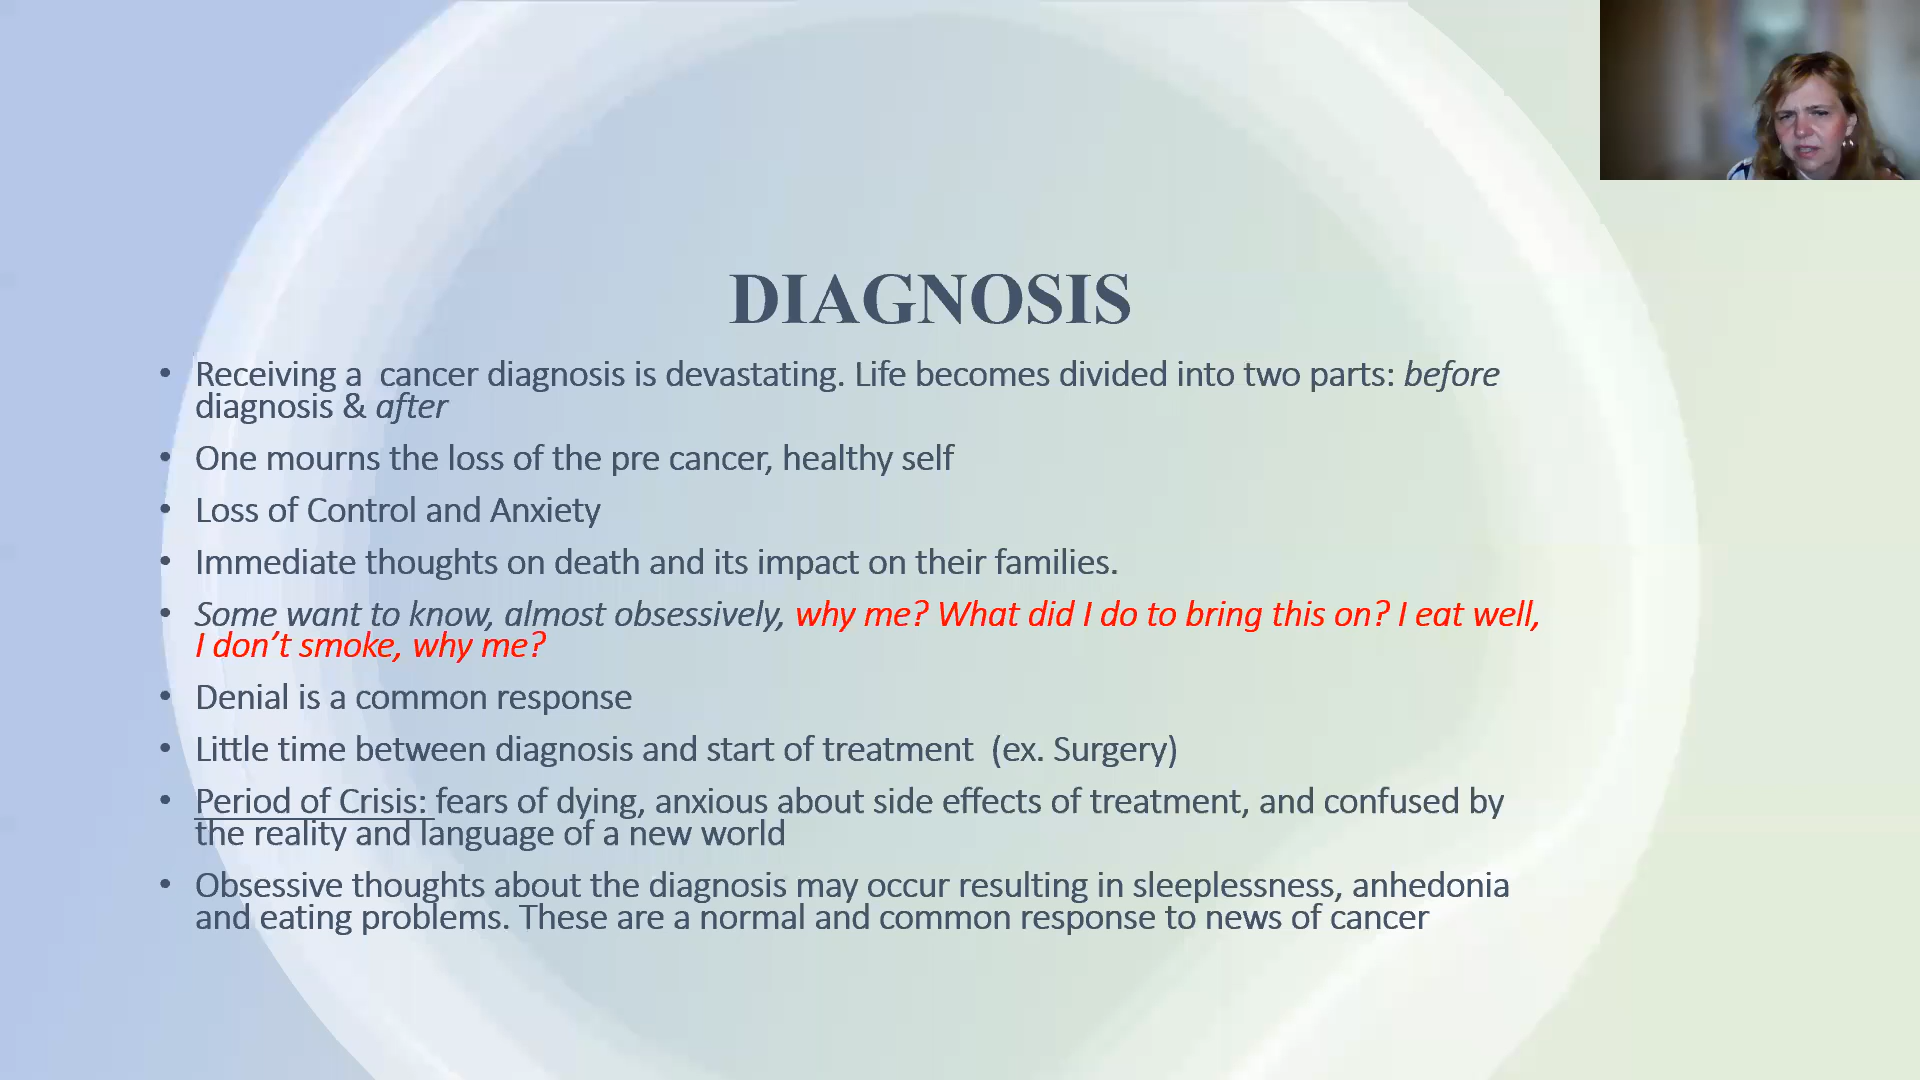 DIAGNOSIS
• Receiving a  cancer diagnosis is devastating. Life becomes divided into two parts: before
diagnosis & after
• One mourns the loss of the pre cancer, healthy self
• Loss of Control and Anxiety
• Immediate thoughts on death and its impact on their families.
• Some want to know, almost obsessively, why me? What did I do to bring this on? I eat well,
I don’t smoke, why me?
• Denial is a common response
• Little time between diagnosis and start of treatment  (ex. Surgery)
• Period of Crisis: fears of dying, anxious about side effects of treatment, and confused by
the reality and language of a new world
• Obsessive thoughts about the diagnosis may occur resulting in sleeplessness, anhedonia
and eating problems. These are a normal and common response to news of cancer